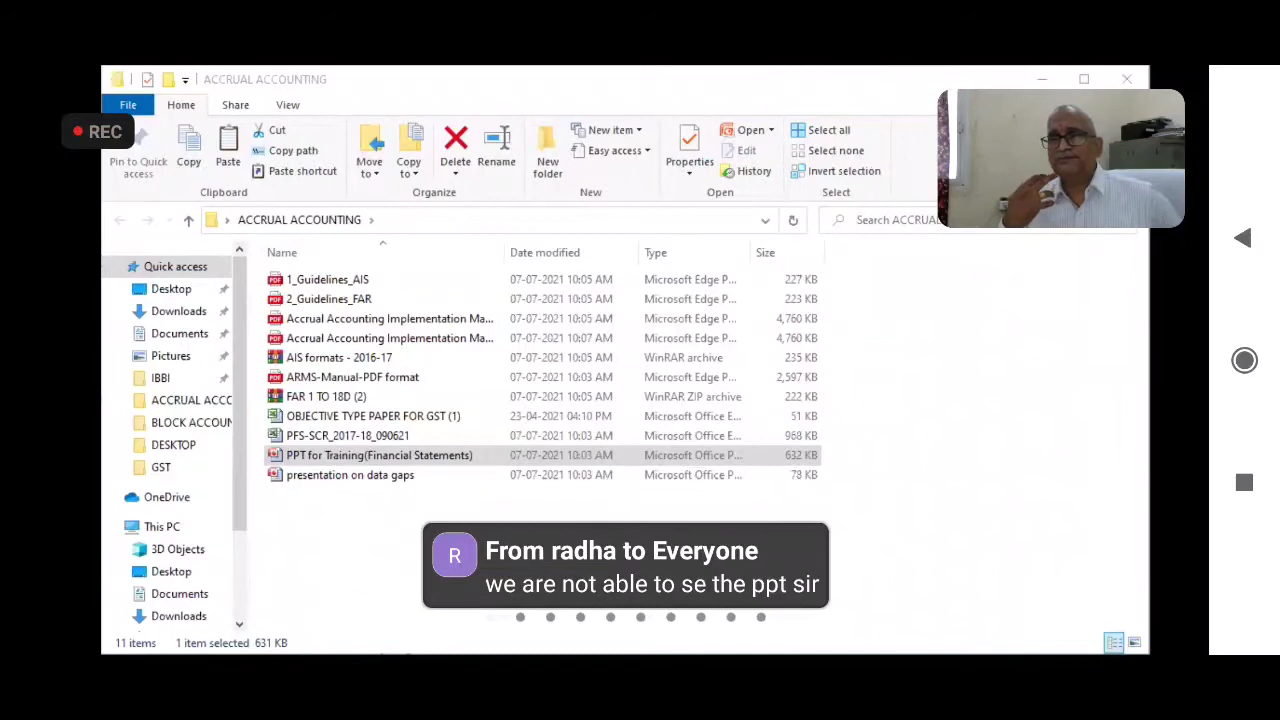 ACCRUAL ACCOUNTING
File Home Share View
REC
Pin to Quick access
Copy
Paste
Cut
Copy path
Paste shortcut
Move to
Copy to
Delete
Rename
New folder
New item
Easy access
Properties
Open
Edit
History
Select all
Select none
Invert selection
Clipboard Organize New Open Select
ACCRUAL ACCOUNTING
Search ACCRUA
Name Date modified Type Size
Quick access
Desktop
Downloads
Documents
Pictures
IBBI
ACCRUAL ACCC
BLOCK ACCOUN
DESKTOP
GST
OneDrive
This PC
3D Objects
Desktop
Documents
Downloads
1_Guidelines_AIS 07-07-2021 10:05 AM Microsoft Edge P... 227 KB
2_Guidelines_FAR 07-07-2021 10:05 AM Microsoft Edge P... 223 KB
Accrual Accounting Implementation Ma... 07-07-2021 10:05 AM Microsoft Edge P... 4,760 KB
Accrual Accounting Implementation Ma... 07-07-2021 10:07 AM Microsoft Edge P... 4,760 KB
AIS formats - 2016-17 07-07-2021 10:05 AM WinRAR archive 235 KB
ARMS-Manual-PDF format 07-07-2021 10:03 AM Microsoft Edge P... 2,597 KB
FAR 1 TO 18D (2) 07-07-2021 10:05 AM WinRAR ZIP archive 222 KB
OBJECTIVE TYPE PAPER FOR GST (1) 23-04-2021 04:10 PM Microsoft Office E... 51 KB
PFS-SCR_2017-18_090621 07-07-2021 10:03 AM Microsoft Office E... 968 KB
PPT for Training(Financial Statements) 07-07-2021 10:03 AM Microsoft Office P... 632 KB
presentation on data gaps 07-07-2021 10:03 AM Microsoft Office P... 78 KB
R
From radha to Everyone
we are not able to se the ppt sir
11 items 1 item selected 631 KB